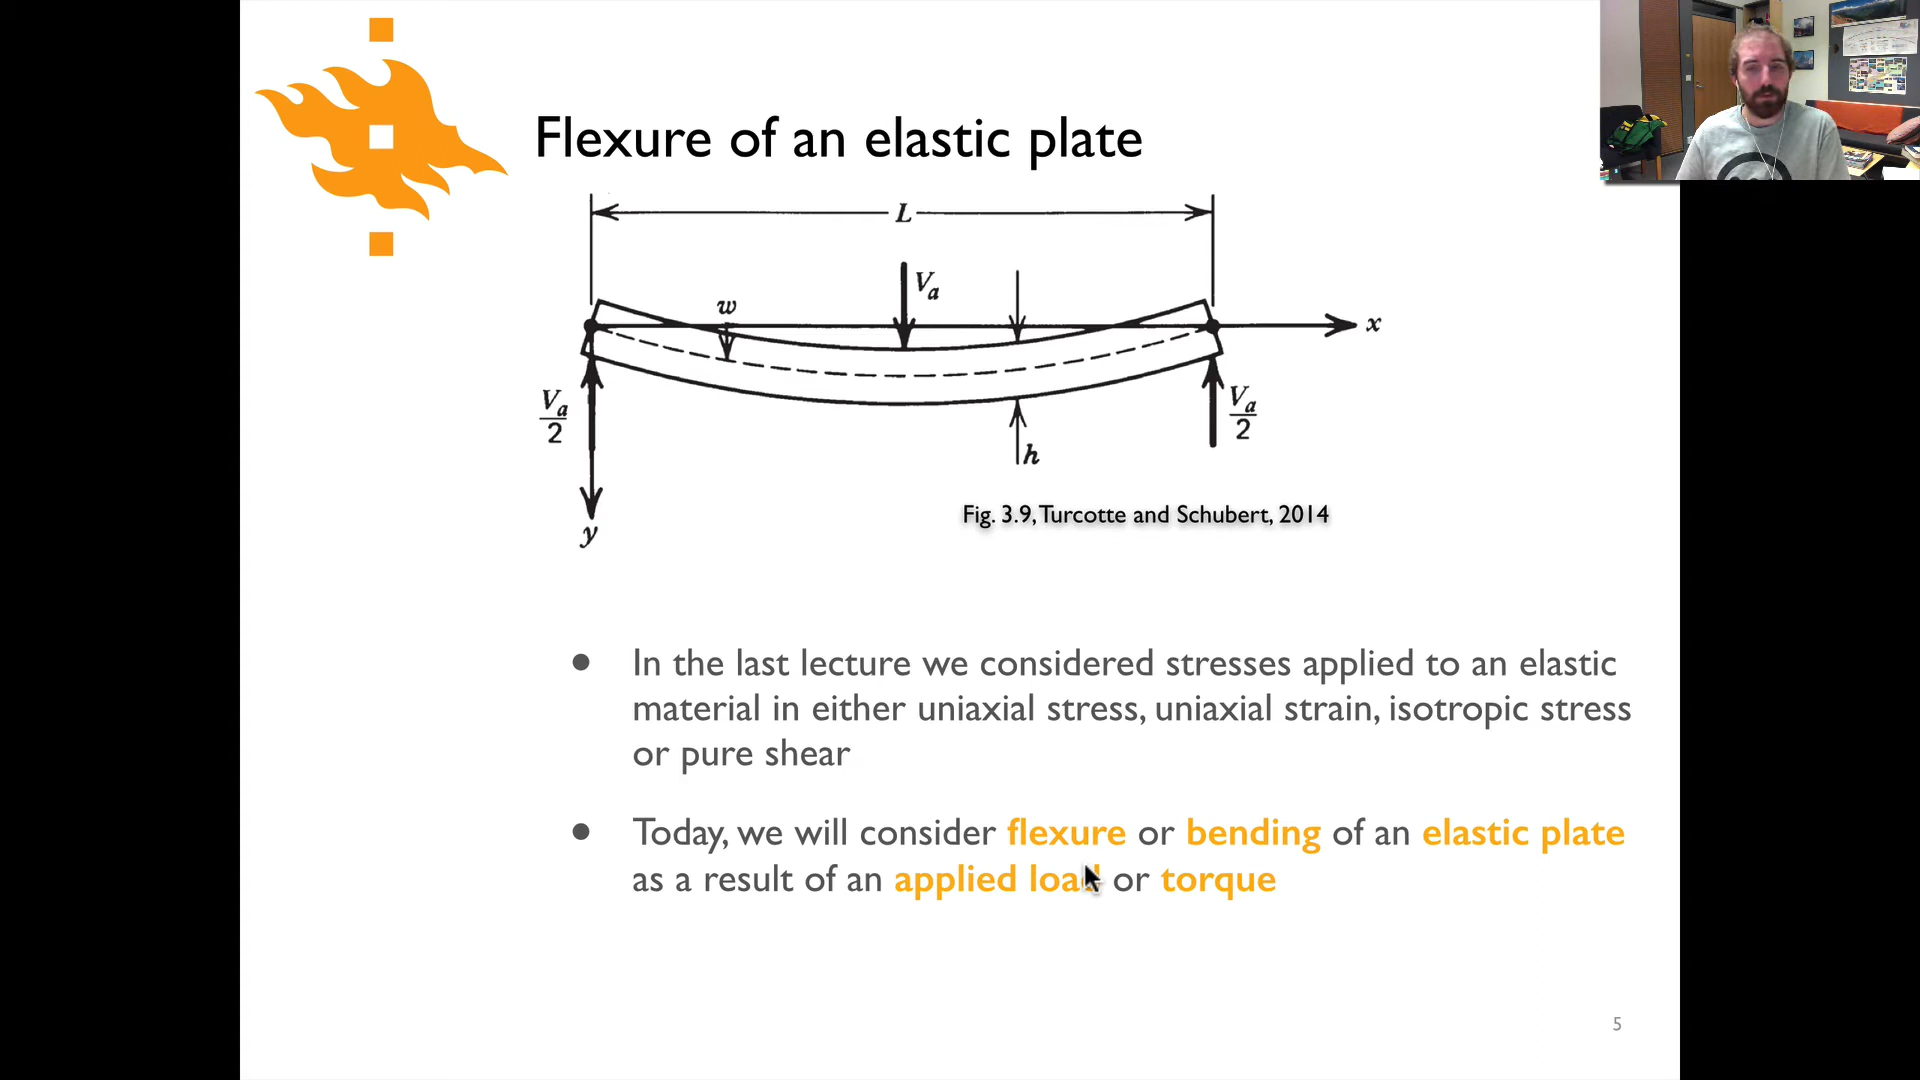 Flexure of an elastic plate
L
V_a
w
x
V_a/2
V_a/2
h
y
Fig. 3.9, Turcotte and Schubert, 2014
● In the last lecture we considered stresses applied to an elastic
material in either uniaxial stress, uniaxial strain, isotropic stress
or pure shear
● Today, we will consider flexure or bending of an elastic plate
as a result of an applied load or torque
5